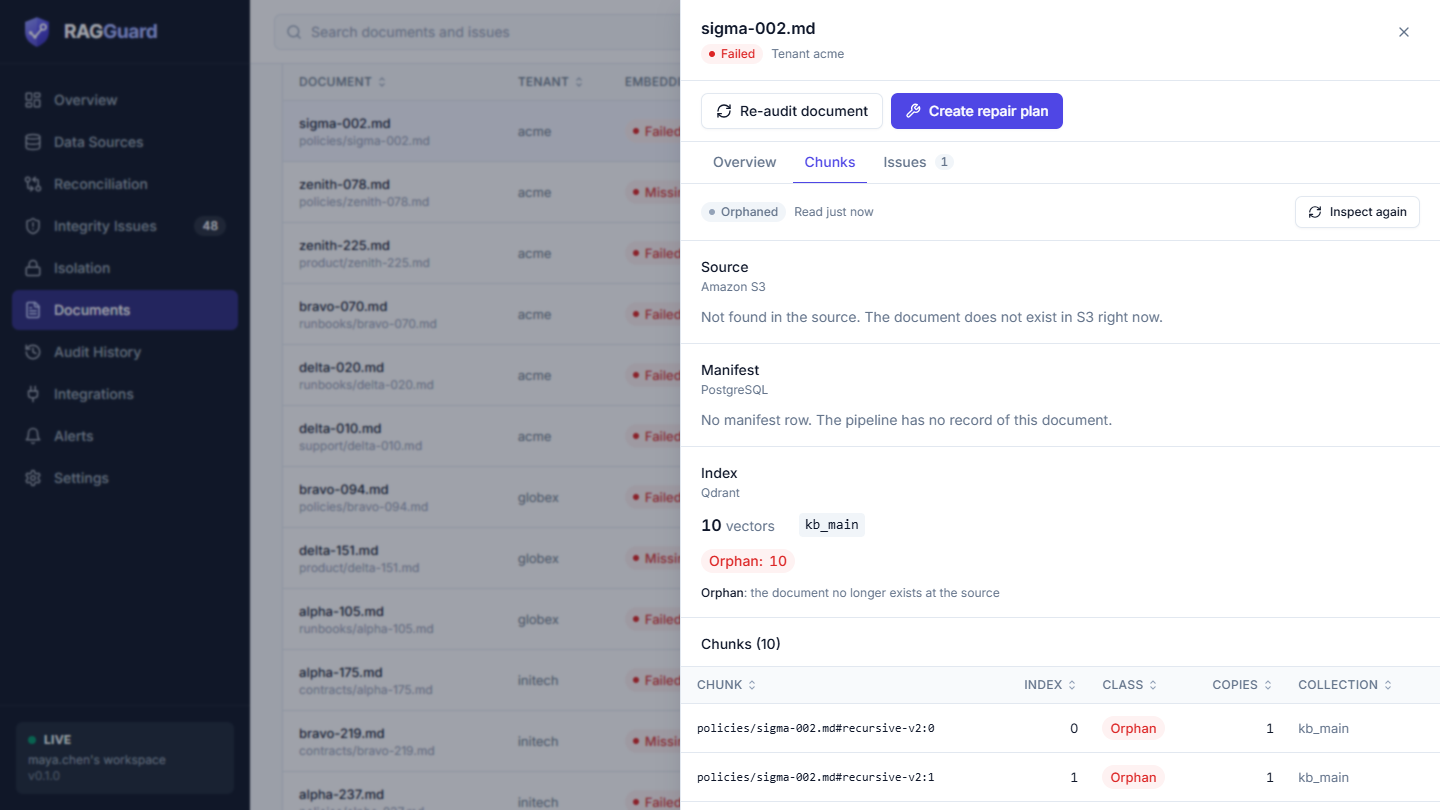 RAGGuard
Overview
Data Sources
Reconciliation
Integrity Issues 48
Isolation
Documents
Audit History
Integrations
Alerts
Settings
LIVE
maya.chen's workspace
v0.1.0
Search documents and issues
DOCUMENT TENANT
sigma-002.md
policies/sigma-002.md
acme Failed
zenith-078.md
policies/zenith-078.md
acme
zenith-225.md
product/zenith-225.md
acme Failed
bravo-070.md
runbooks/bravo-070.md
acme Failed
delta-020.md
runbooks/delta-020.md
acme Failed
delta-010.md
support/delta-010.md
acme Failed
bravo-094.md
policies/bravo-094.md
globex Failed
delta-151.md
product/delta-151.md
globex
alpha-105.md
runbooks/alpha-105.md
globex Failed
alpha-175.md
contracts/alpha-175.md
initech Failed
bravo-219.md
contracts/bravo-219.md
initech
alpha-237.md
initech Failed
sigma-002.md
Failed Tenant acme
Re-audit document Create repair plan
Overview Chunks Issues 1
Orphaned Read just now Inspect again
Source
Amazon S3
Not found in the source. The document does not exist in S3 right now.
Manifest
PostgreSQL
No manifest row. The pipeline has no record of this document.
Index
Qdrant
10 vectors kb_main
Orphan: 10
Orphan: the document no longer exists at the source
Chunks (10)
CHUNK INDEX CLASS COPIES COLLECTION
policies/sigma-002.md#recursive-v2:0 0 Orphan 1 kb_main
policies/sigma-002.md#recursive-v2:1 1 Orphan 1 kb_main